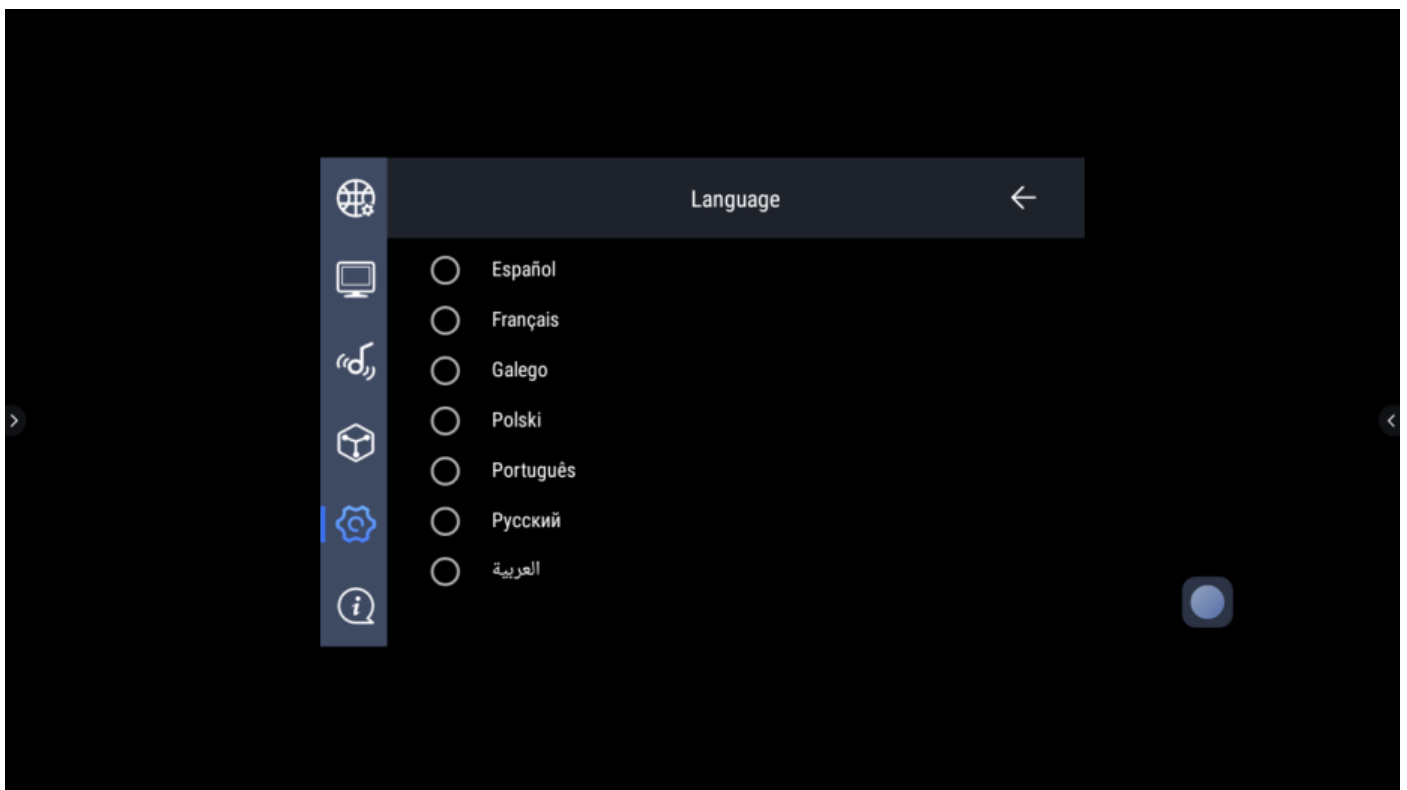 Language
Español
Français
Galego
Polski
Português
Русский
العربية